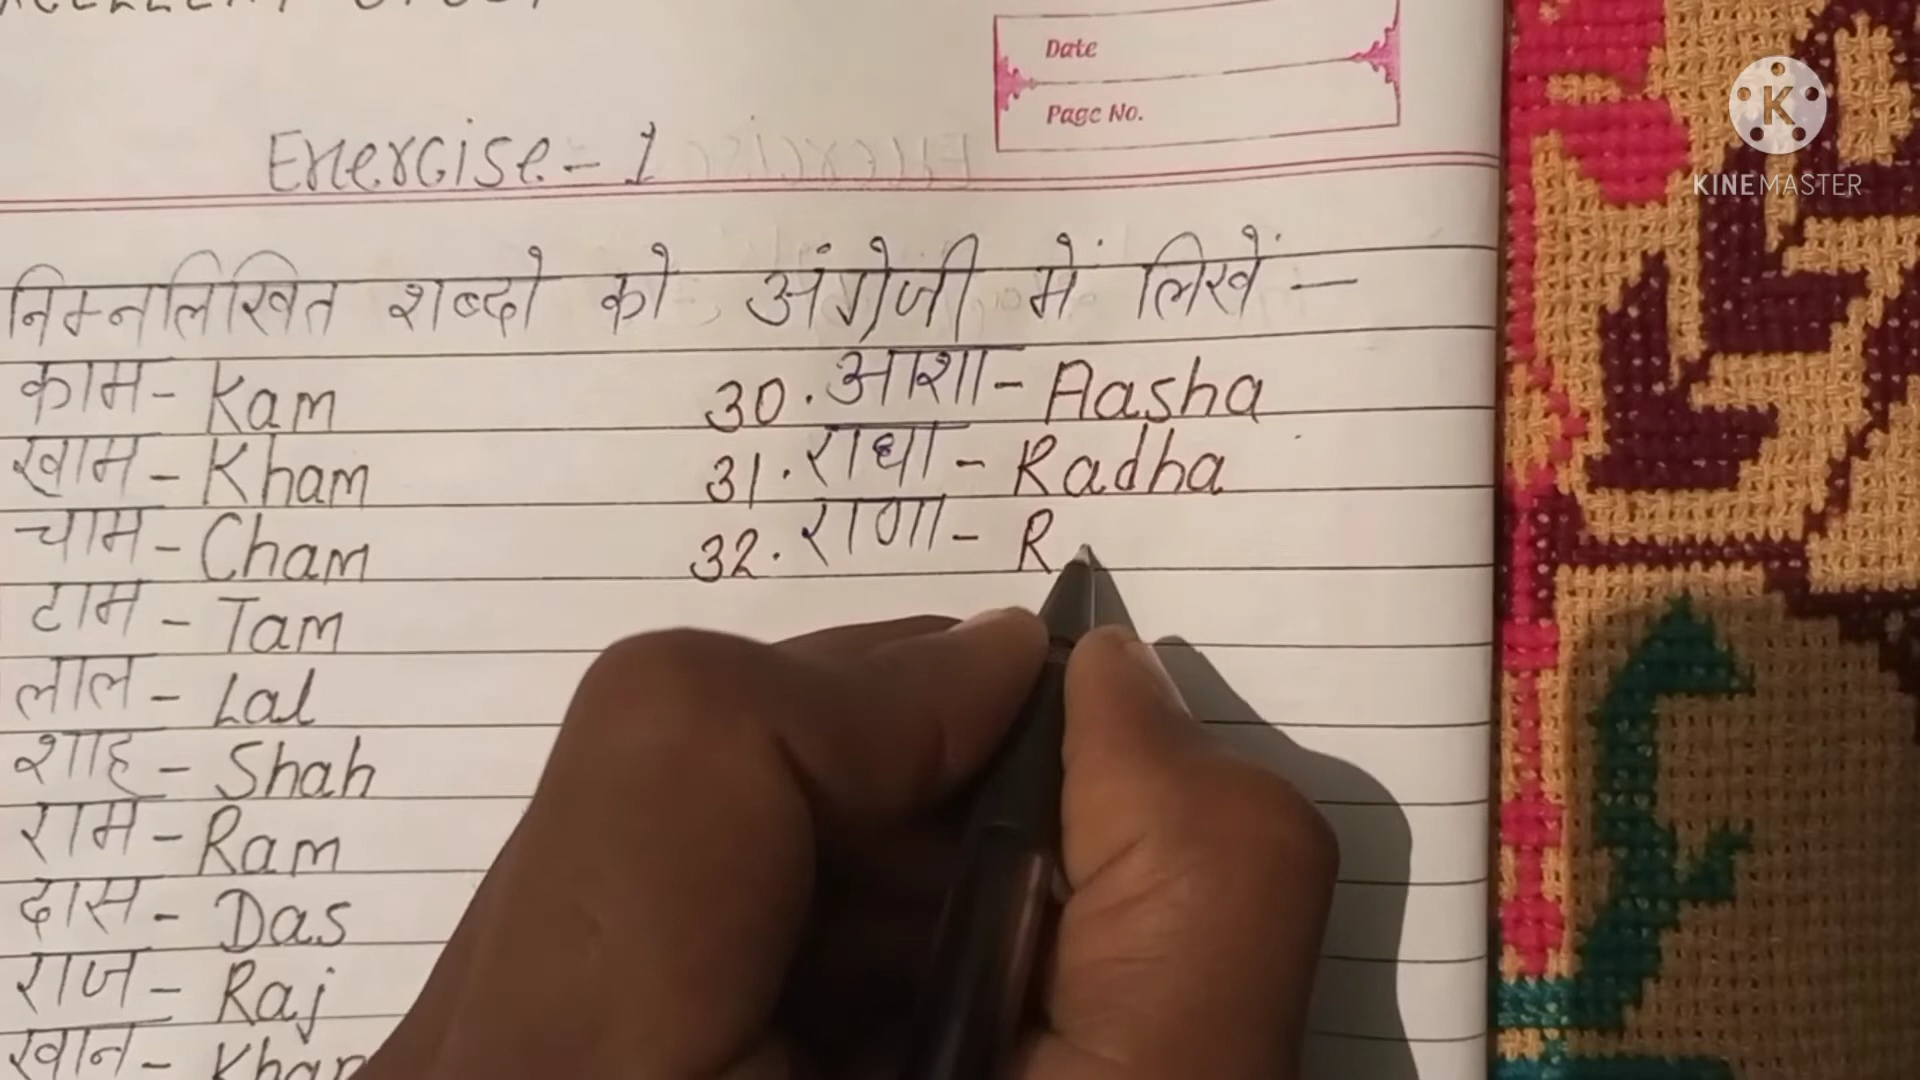 Date
Page No.
KINEMASTER
Exercise - 1
निम्नलिखित शब्दो को अंग्रेजी में लिखें -
काम - Kam
खाम - Kham
चाम - Cham
टाम - Tam
लाल - Lal
शाह - Shah
राम - Ram
दास - Das
राज - Raj
खान - Khan
30. आशा - Aasha
31. राधा - Radha
32. राणा - R